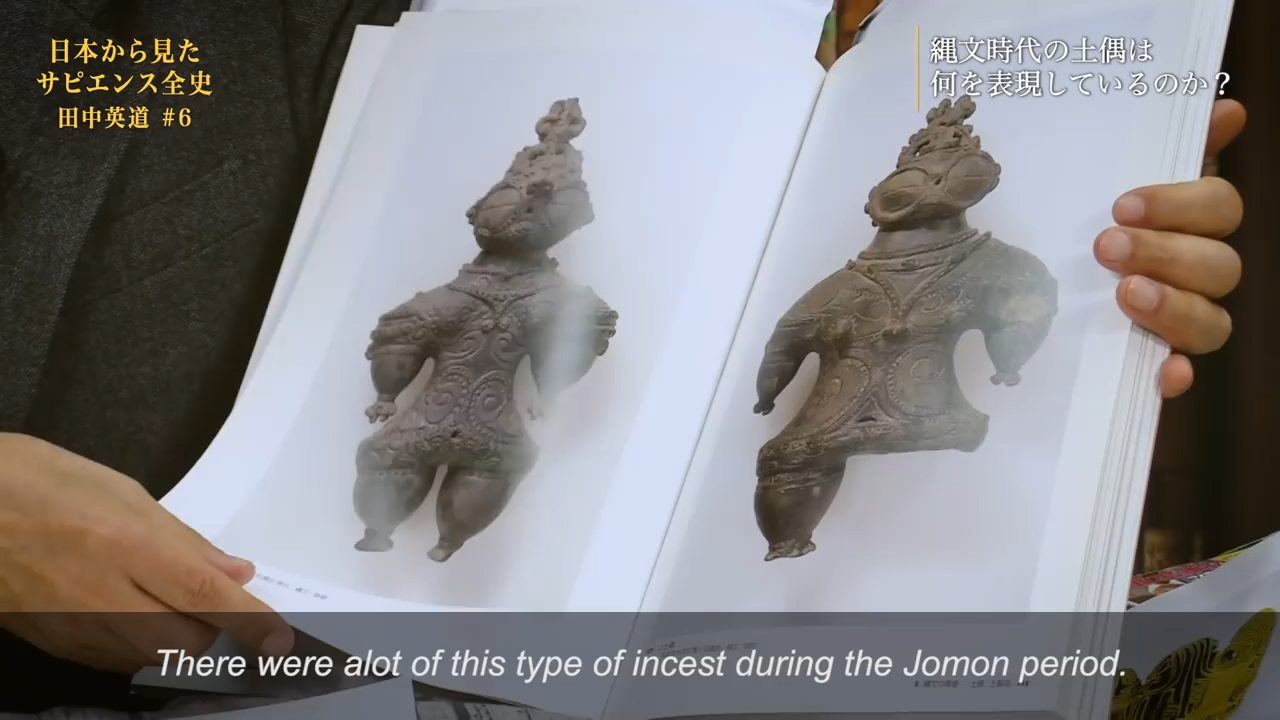 日本から見た
サピエンス全史
田中英道 #6
縄文時代の土偶は
何を表現しているのか？
There were alot of this type of incest during the Jomon period.